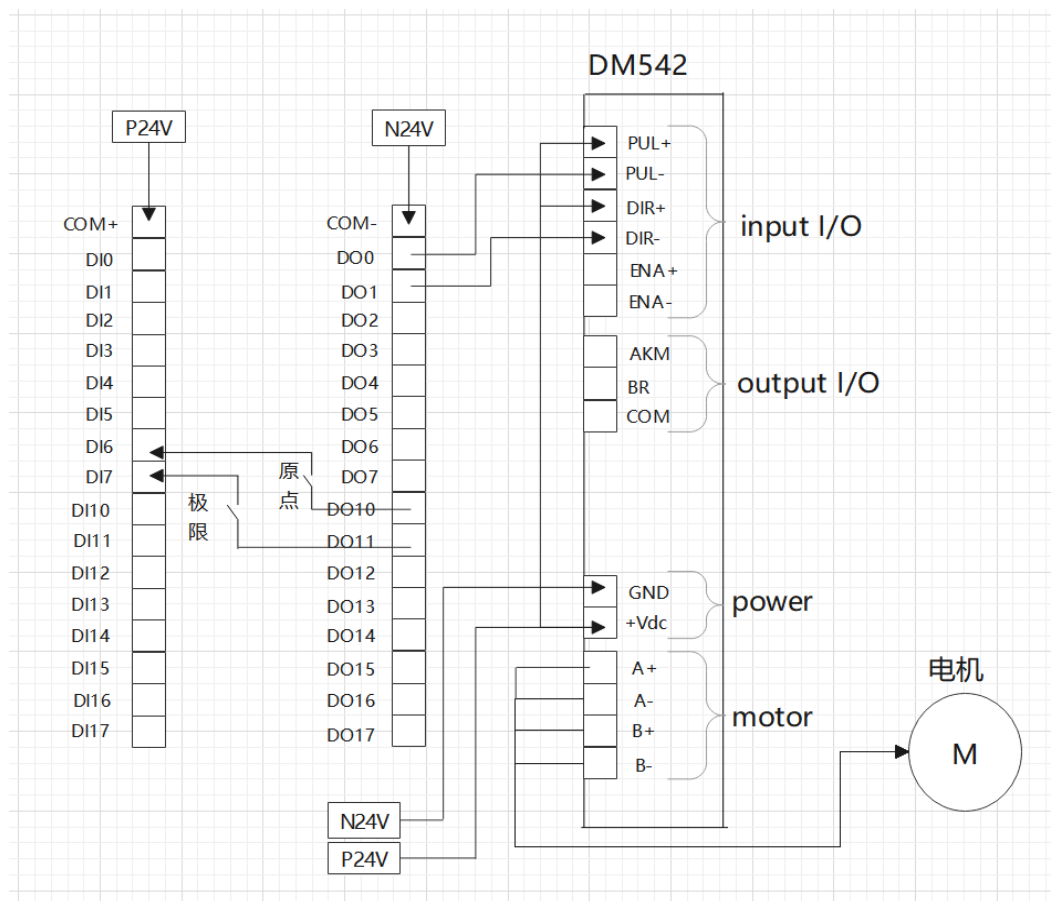 DM542
P24V
N24V
COM+
DI0
DI1
DI2
DI3
DI4
DI5
DI6
DI7
DI10
DI11
DI12
DI13
DI14
DI15
DI16
DI17
原点
极限
COM-
DO0
DO1
DO2
DO3
DO4
DO5
DO6
DO7
DO10
DO11
DO12
DO13
DO14
DO15
DO16
DO17
N24V
P24V
PUL+
PUL-
DIR+
DIR-
ENA+
ENA-
input I/O
AKM
BR
COM
output I/O
GND
+Vdc
power
A+
A-
B+
B-
motor
电机
M